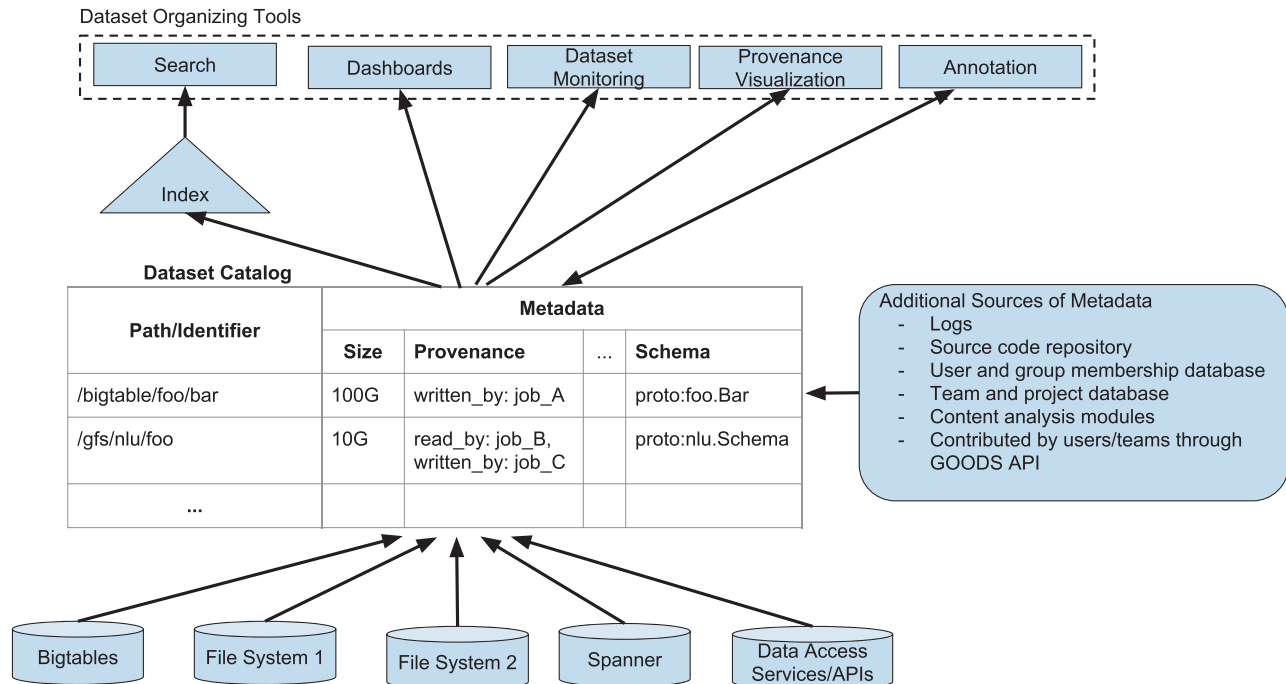 Dataset Organizing Tools
Search
Dashboards
Dataset
Monitoring
Provenance
Visualization
Annotation
Index
Dataset Catalog
Path/Identifier
Metadata
Size
Provenance
...
Schema
/bigtable/foo/bar
100G
written_by: job_A
proto:foo.Bar
/gfs/nlu/foo
10G
read_by: job_B,
written_by: job_C
proto:nlu.Schema
...
Additional Sources of Metadata
- Logs
- Source code repository
- User and group membership database
- Team and project database
- Content analysis modules
- Contributed by users/teams through
GOODS API
Bigtables
File System 1
File System 2
Spanner
Data Access
Services/APIs